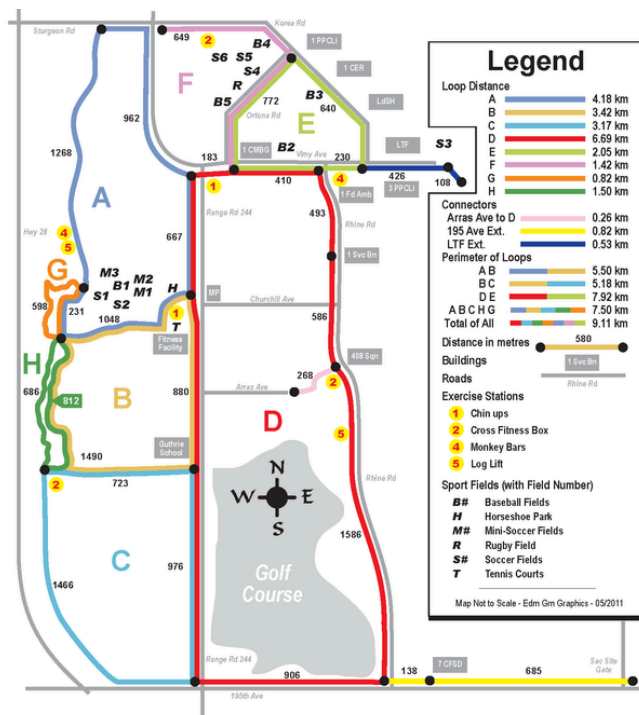 Sturgeon Rd
Korea Rd
649
2
B4
S6
S5
1 PPCLI
S4
1 CER
F
R
B3
962
B5
772
640
LdSH
Ortona Rd
E
1 CMBG
B2
Vimy Ave
LTF
S3
1268
183
230
4
1
410
426
108
3 PPCLI
1 Fd Amb
A
493
Range Rd 244
Rhine Rd
Hwy 28
4
5
667
1 Svc Bn
G
M3
B1
M2
M1
H
MP
S1
S2
598
231
1048
1
T
Churchill Ave
586
Fitness
Facility
408 Sqn
H
268
2
686
812
B
880
Arras Ave
D
5
1490
Guthrie
School
N
W
E
S
Rhine Rd
2
723
1586
C
976
Golf
Course
1466
Range Rd 244
7 CFSD
Sac Site
Gate
906
138
685
195th Ave
Legend
Loop Distance
A 4.18 km
B 3.42 km
C 3.17 km
D 6.69 km
E 2.05 km
F 1.42 km
G 0.82 km
H 1.50 km
Connectors
Arras Ave to D 0.26 km
195 Ave Ext. 0.82 km
LTF Ext. 0.53 km
Perimeter of Loops
A B 5.50 km
B C 5.18 km
D E 7.92 km
A B C H G 7.50 km
Total of All 9.11 km
Distance in metres 580
Buildings 1 Svc Bn
Roads Rhine Rd
Exercise Stations
1 Chin ups
2 Cross Fitness Box
4 Monkey Bars
5 Log Lift
Sport Fields (with Field Number)
B# Baseball Fields
H Horseshoe Park
M# Mini-Soccer Fields
R Rugby Field
S# Soccer Fields
T Tennis Courts
Map Not to Scale - Edm Grn Graphics - 05/2011